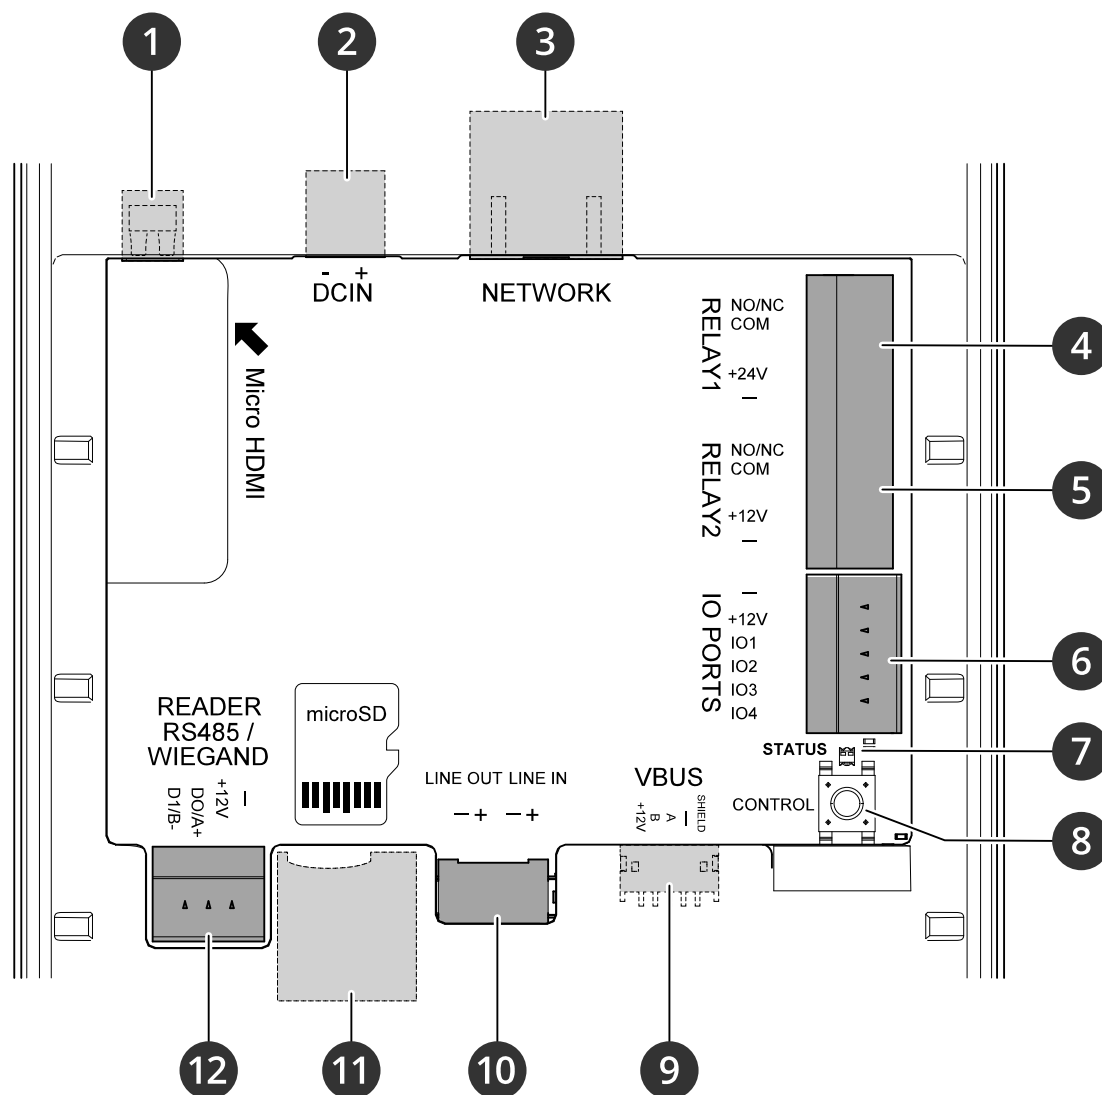 1
2
3
- +
DCIN
NETWORK
Micro HDMI
RELAY1
NO/NC
COM
+24V
—
4
RELAY2
NO/NC
COM
+12V
—
5
IO PORTS
—
+12V
IO1
IO2
IO3
IO4
6
READER
RS485 /
WIEGAND
D1/B-
DO/A+
+12V
—
microSD
LINE OUT LINE IN
— + — +
VBUS
+12V
B
A
—
SHIELD
STATUS
7
CONTROL
8
12
11
10
9